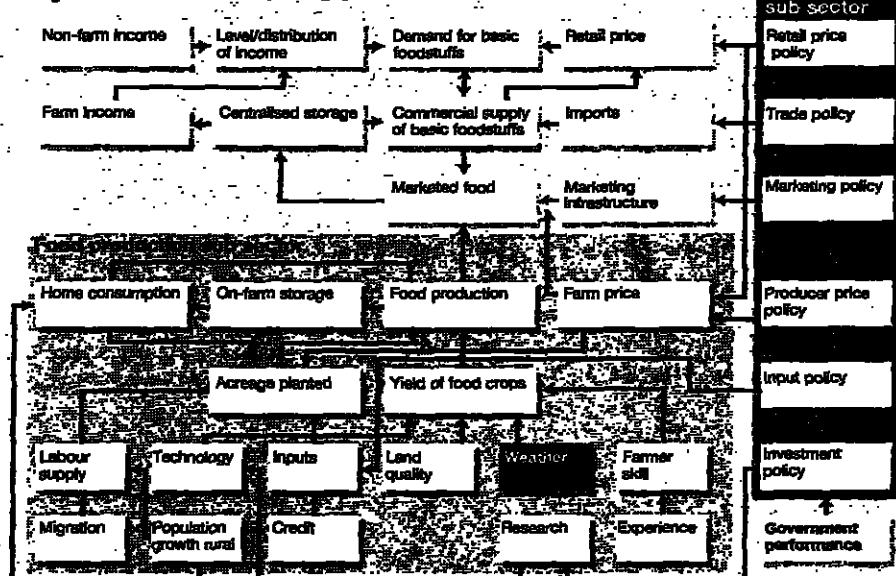 sub sector
Non-farm income
Level/distribution
of income
Demand for basic
foodstuffs
Retail price
Retail price
policy
Farm income
Centralised storage
Commercial supply
of basic foodstuffs
Imports
Trade policy
Marketed food
Marketing
infrastructure
Marketing policy
Food production sub sector
Home consumption
On-farm storage
Food production
Farm price
Producer price
policy
Acreage planted
Yield of food crops
Input policy
Labour
supply
Technology
Inputs
Land
quality
Weather
Farmer
skill
Investment
policy
Migration
Population
growth rural
Credit
Research
Experience
Government
performance